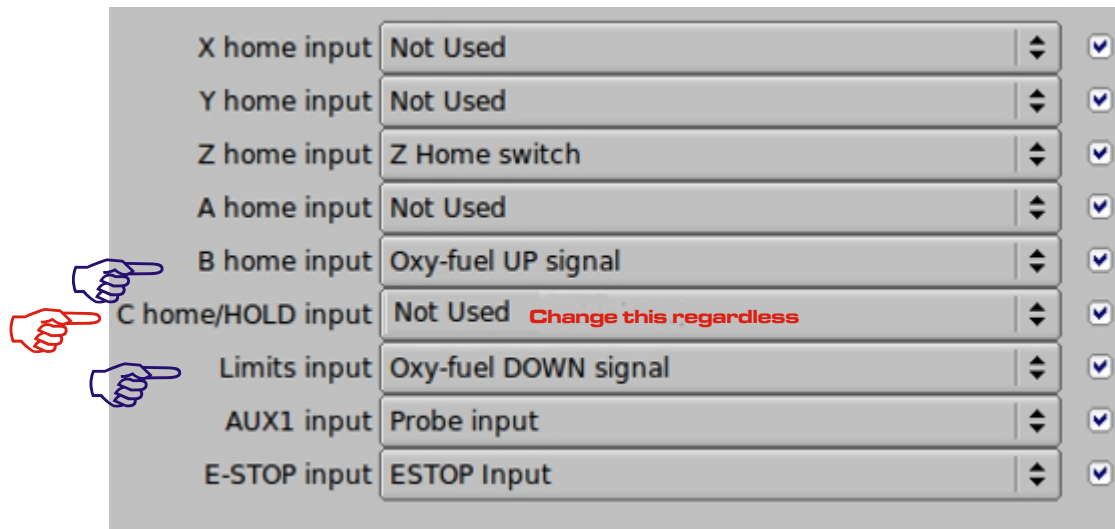 X home input Not Used
Y home input Not Used
Z home input Z Home switch
A home input Not Used
B home input Oxy-fuel UP signal
C home/HOLD input Not Used Change this regardless
Limits input Oxy-fuel DOWN signal
AUX1 input Probe input
E-STOP input ESTOP Input